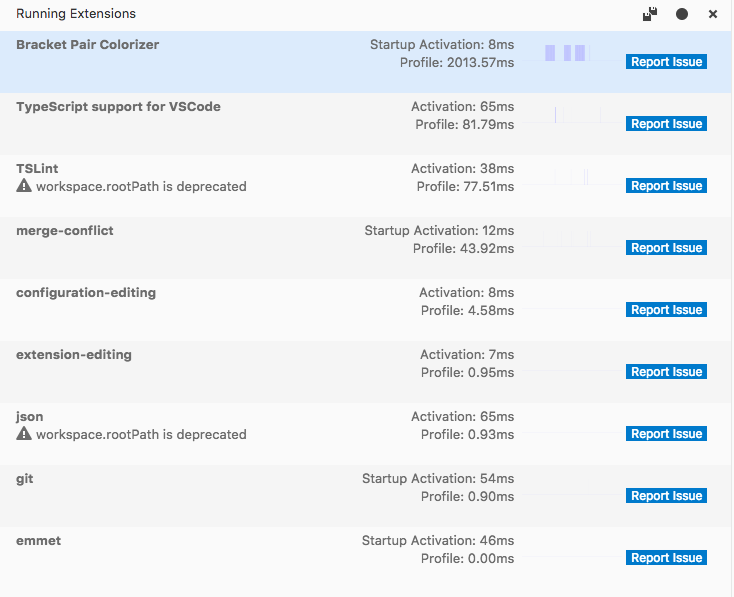 Running Extensions
Bracket Pair Colorizer
Startup Activation: 8ms
Profile: 2013.57ms
Report Issue
TypeScript support for VSCode
Activation: 65ms
Profile: 81.79ms
Report Issue
TSLint
workspace.rootPath is deprecated
Activation: 38ms
Profile: 77.51ms
Report Issue
merge-conflict
Startup Activation: 12ms
Profile: 43.92ms
Report Issue
configuration-editing
Activation: 8ms
Profile: 4.58ms
Report Issue
extension-editing
Activation: 7ms
Profile: 0.95ms
Report Issue
json
workspace.rootPath is deprecated
Activation: 65ms
Profile: 0.93ms
Report Issue
git
Startup Activation: 54ms
Profile: 0.90ms
Report Issue
emmet
Startup Activation: 46ms
Profile: 0.00ms
Report Issue